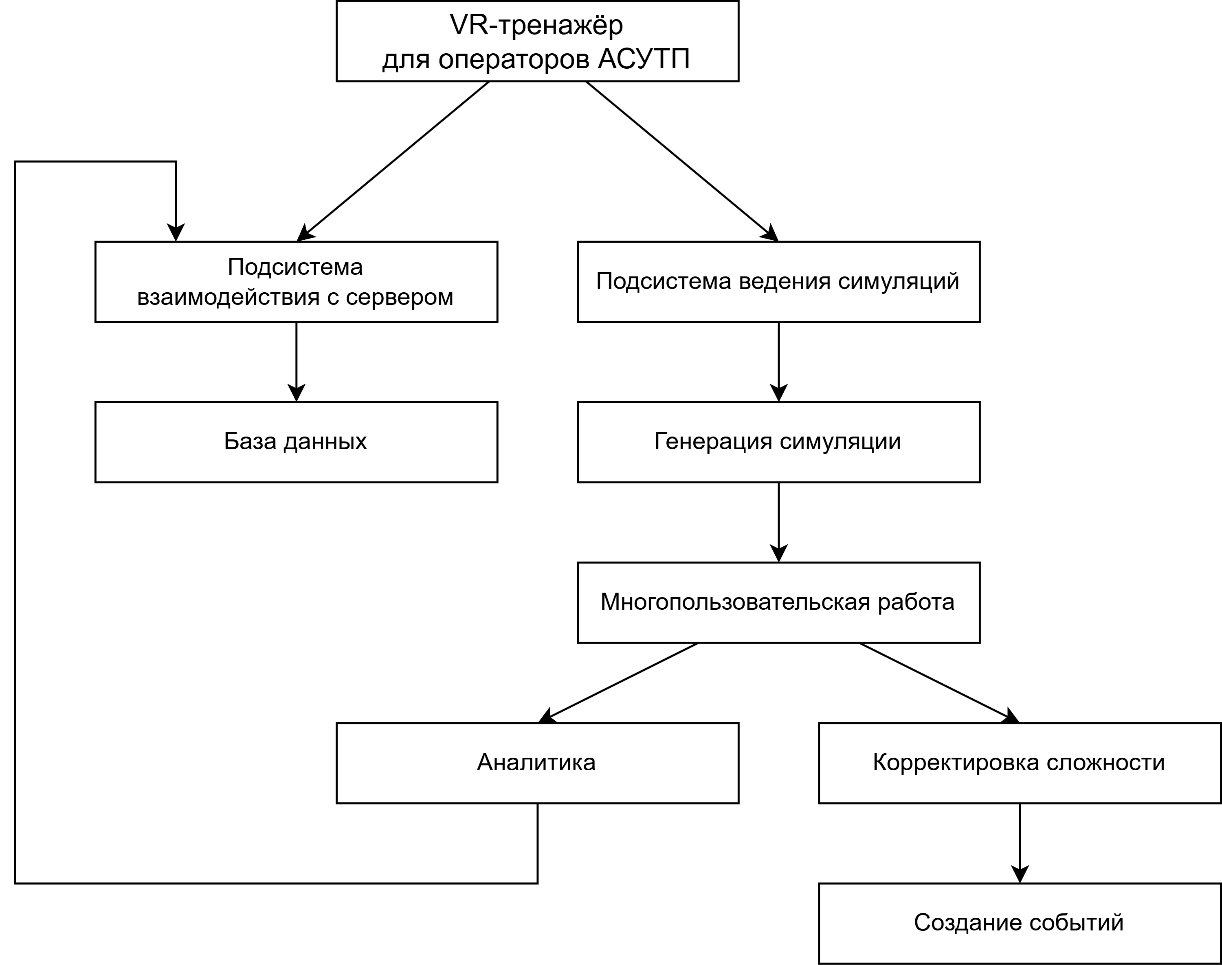 VR-тренажёр
для операторов АСУТП
Подсистема
взаимодействия с сервером
Подсистема ведения симуляций
База данных
Генерация симуляции
Многопользовательская работа
Аналитика
Корректировка сложности
Создание событий